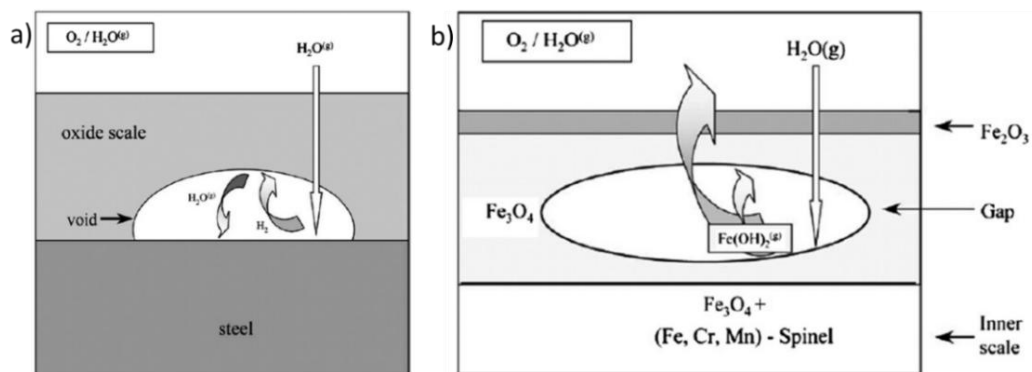 a)
O₂ / H₂O⁽ᵍ⁾
H₂O⁽ᵍ⁾
oxide scale
H₂O⁽ᵍ⁾
H₂
void
steel
b)
O₂ / H₂O⁽ᵍ⁾
H₂O(g)
Fe₂O₃
Fe₃O₄
Gap
Fe(OH)₂⁽ᵍ⁾
Fe₃O₄ +
(Fe, Cr, Mn) - Spinel
Inner
scale